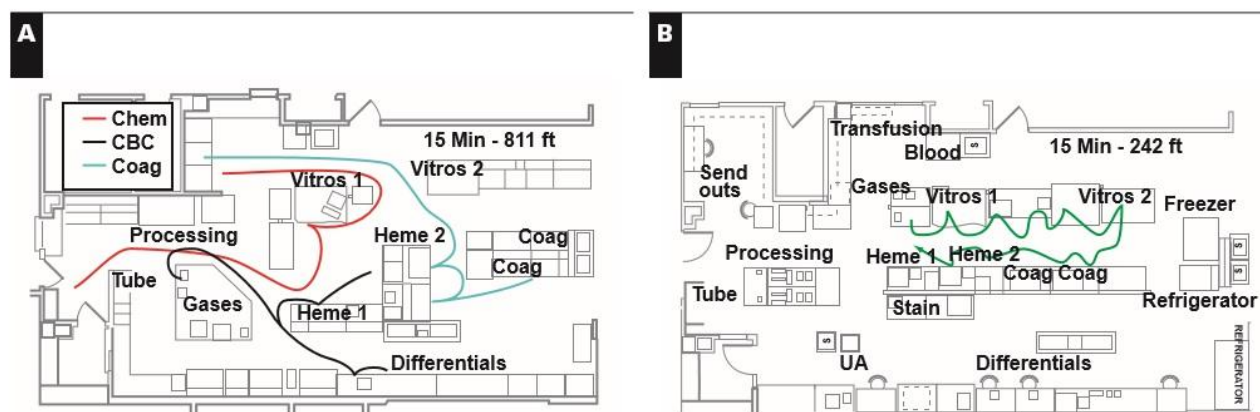 A
Chem
CBC
Coag
15 Min - 811 ft
Vitros 1
Vitros 2
Processing
Heme 2
Coag
Coag
Tube
Gases
Heme 1
Differentials
B
Transfusion
Blood
S
15 Min - 242 ft
Send
outs
Gases
Vitros 1
Vitros 2
Freezer
Processing
Heme 1
Heme 2
Coag Coag
S
S
Tube
Stain
Refrigerator
S
UA
Differentials
REFRIGERATOR